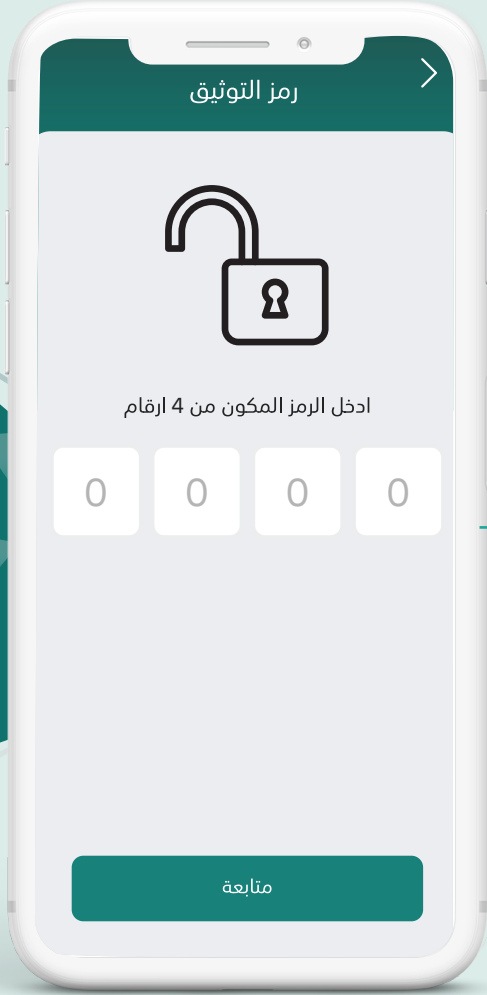 رمز التوثيق
ادخل الرمز المكون من 4 ارقام
0 0 0 0
متابعة